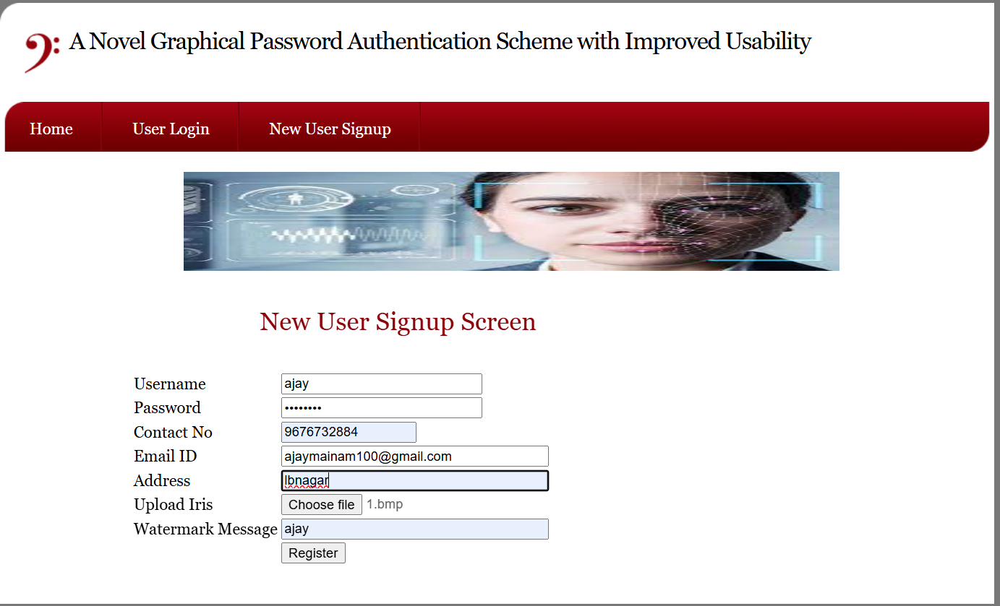 A Novel Graphical Password Authentication Scheme with Improved Usability
Home User Login New User Signup
New User Signup Screen
Username ajay
Password ••••••••
Contact No 9676732884
Email ID ajaymainam100@gmail.com
Address lbnagar
Upload Iris Choose file 1.bmp
Watermark Message ajay
Register